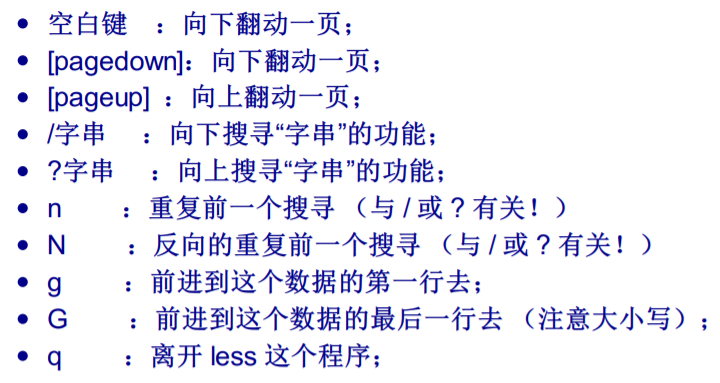 • 空白键 ：向下翻动一页；
• [pagedown]：向下翻动一页；
• [pageup] ：向上翻动一页；
• /字串 ：向下搜寻“字串”的功能；
• ?字串 ：向上搜寻“字串”的功能；
• n ：重复前一个搜寻 （与 / 或 ? 有关！）
• N ：反向的重复前一个搜寻 （与 / 或 ? 有关！）
• g ：前进到这个数据的第一行去；
• G ：前进到这个数据的最后一行去 （注意大小写）；
• q ：离开 less 这个程序；